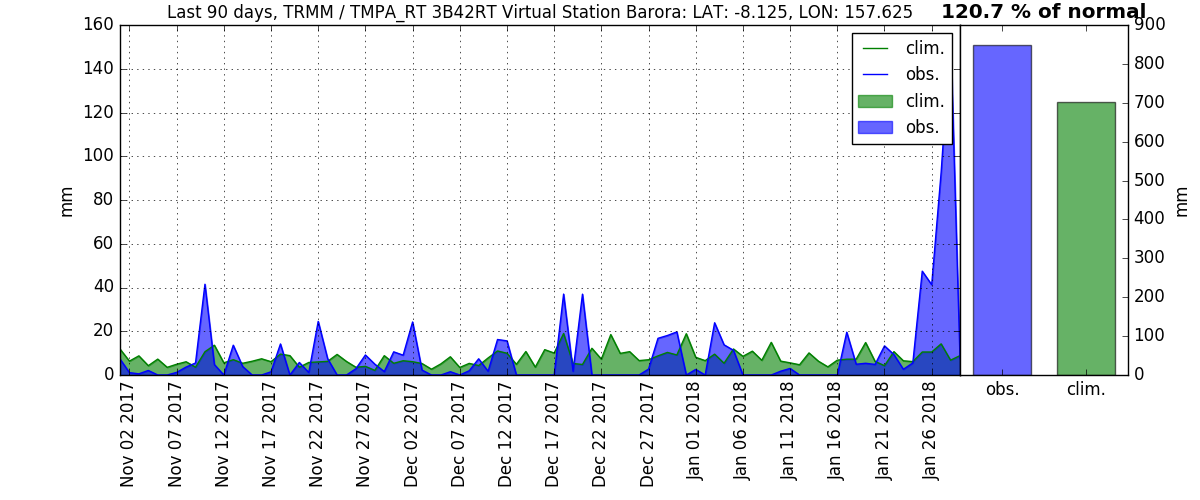 Last 90 days, TRMM / TMPA_RT 3B42RT Virtual Station Barora: LAT: -8.125, LON: 157.625
120.7 % of normal
160
140
120
100
80
60
40
20
0
mm
clim.
obs.
clim.
obs.
900
800
700
600
500
400
300
200
100
0
mm
Nov 02 2017
Nov 07 2017
Nov 12 2017
Nov 17 2017
Nov 22 2017
Nov 27 2017
Dec 02 2017
Dec 07 2017
Dec 12 2017
Dec 17 2017
Dec 22 2017
Dec 27 2017
Jan 01 2018
Jan 06 2018
Jan 11 2018
Jan 16 2018
Jan 21 2018
Jan 26 2018
obs.
clim.